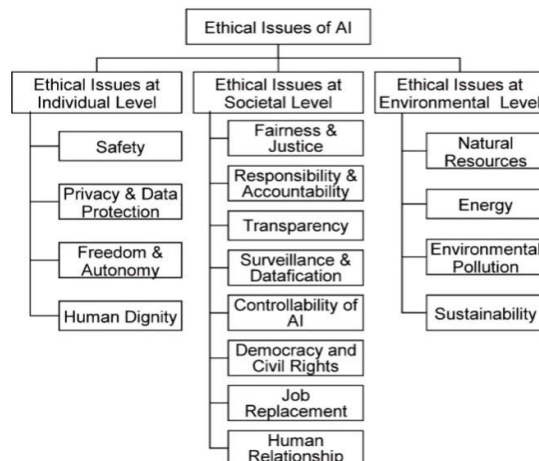 Ethical Issues of AI
Ethical Issues at
Individual Level
Safety
Privacy & Data
Protection
Freedom &
Autonomy
Human Dignity
Ethical Issues at
Societal Level
Fairness &
Justice
Responsibility &
Accountability
Transparency
Surveillance &
Datafication
Controllability of
AI
Democracy and
Civil Rights
Job
Replacement
Human
Relationship
Ethical Issues at
Environmental Level
Natural
Resources
Energy
Environmental
Pollution
Sustainability